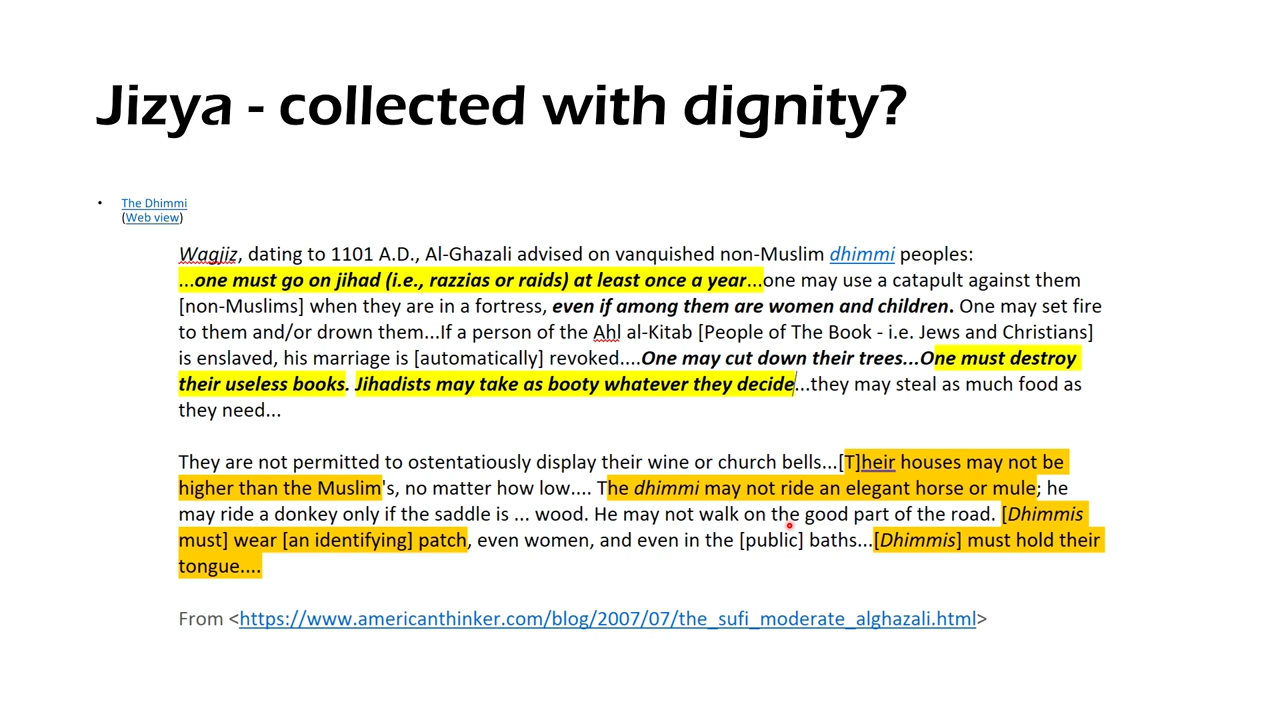 Jizya - collected with dignity?
• The Dhimmi
(Web view)
Wagjiz, dating to 1101 A.D., Al-Ghazali advised on vanquished non-Muslim dhimmi peoples:
...one must go on jihad (i.e., razzias or raids) at least once a year...one may use a catapult against them
[non-Muslims] when they are in a fortress, even if among them are women and children. One may set fire
to them and/or drown them...If a person of the Ahl al-Kitab [People of The Book - i.e. Jews and Christians]
is enslaved, his marriage is [automatically] revoked....One may cut down their trees...One must destroy
their useless books. Jihadists may take as booty whatever they decide...they may steal as much food as
they need...
They are not permitted to ostentatiously display their wine or church bells...[T]heir houses may not be
higher than the Muslim's, no matter how low.... The dhimmi may not ride an elegant horse or mule; he
may ride a donkey only if the saddle is ... wood. He may not walk on the good part of the road. [Dhimmis
must] wear [an identifying] patch, even women, and even in the [public] baths...[Dhimmis] must hold their
tongue....
From <https://www.americanthinker.com/blog/2007/07/the_sufi_moderate_alghazali.html>